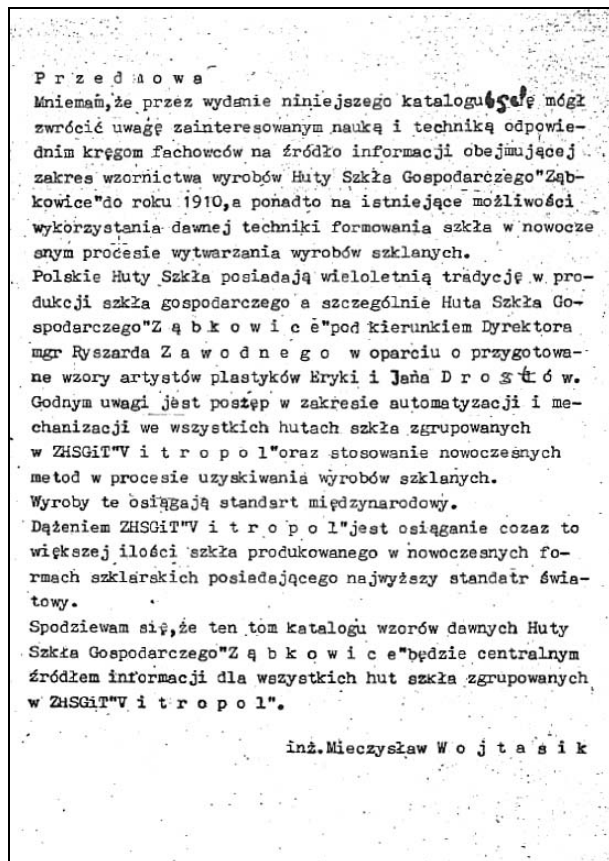 P r z e d m o w a
Mniemam,że przez wydanie niniejszego katalogu będę mógł
zwrócić uwagę zainteresowanym nauką i techniką odpowie-
dnim kręgom fachowców na źródło informacji obejmującej
zakres wzornictwa wyrobów Huty Szkła Gospodarczego"Ząb-
kowice"do roku 1910,a ponadto na istniejące możliwości
wykorzystania dawnej techniki formowania szkła w nowocze
snym procesie wytwarzania wyrobów szklanych.
Polskie Huty Szkła posiadają wieloletnią tradycję w pro-
dukcji szkła gospodarczego a szczególnie Huta Szkła Go-
spodarczego"Z ą b k o w i c e"pod kierunkiem Dyrektora
mgr Ryszarda Z a w o d n e g o w oparciu o przygotowa-
ne wzory artystów plastyków Eryki i Jana D r o s t ó w.
Godnym uwagi jest postęp w zakresie automatyzacji i me-
chanizacji we wszystkich hutach szkła zgrupowanych
w ZHSGiT"V i t r o p o l"oraz stosowanie nowoczesnych
metod w procesie uzyskiwania wyrobów szklanych.
Wyroby te osiągają standart międzynarodowy.
Dążeniem ZHSGiT"V i t r o p o l"jest osiąganie cozaz to
większej ilości szkła produkowanego w nowoczesnych fo-
rmach szklarskich posiadającego najwyższy standatr świa-
towy.
Spodziewam się,że ten tom katalogu wzorów dawnych Huty
Szkła Gospodarczego"Z ą b k o w i c e"będzie centralnym
źródłem informacji dla wszystkich hut szkła zgrupowanych
w ZHSGiT"V i t r o p o l".
inż.Mieczysław W o j t a s i k